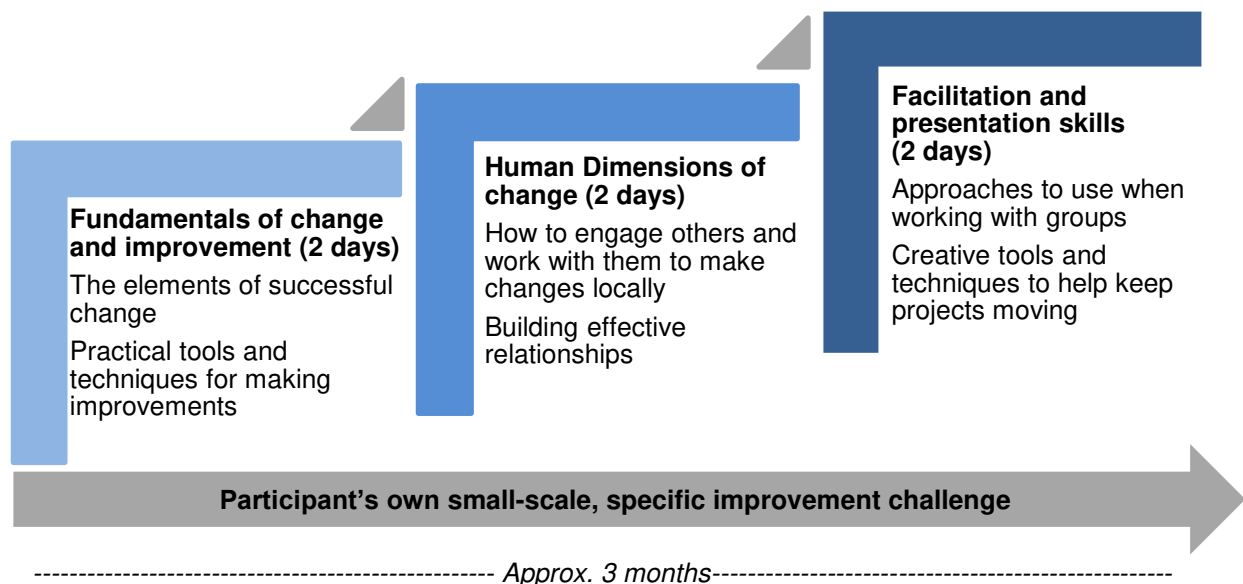 Fundamentals of change
and improvement (2 days)
The elements of successful
change
Practical tools and
techniques for making
improvements
Human Dimensions of
change (2 days)
How to engage others and
work with them to make
changes locally
Building effective
relationships
Facilitation and
presentation skills
(2 days)
Approaches to use when
working with groups
Creative tools and
techniques to help keep
projects moving
Participant’s own small-scale, specific improvement challenge
---------------------------------------------------- Approx. 3 months----------------------------------------------------